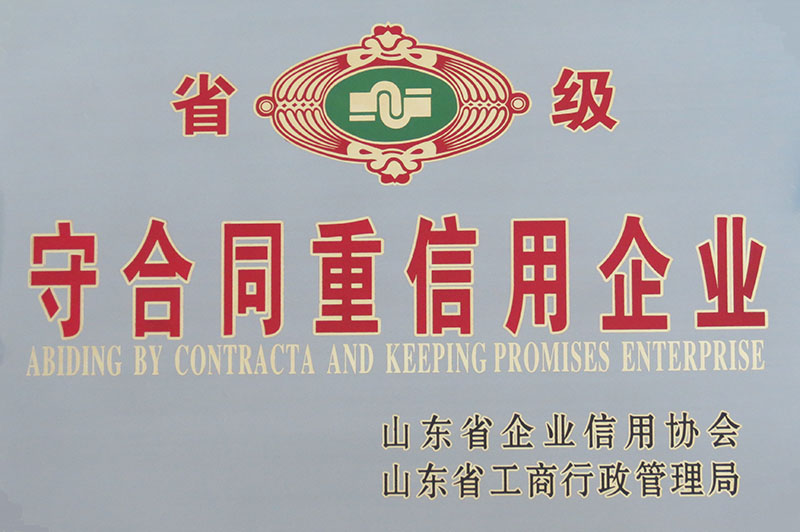 省 级
守合同重信用企业
ABIDING BY CONTRACTA AND KEEPING PROMISES ENTERPRISE
山东省企业信用协会
山东省工商行政管理局